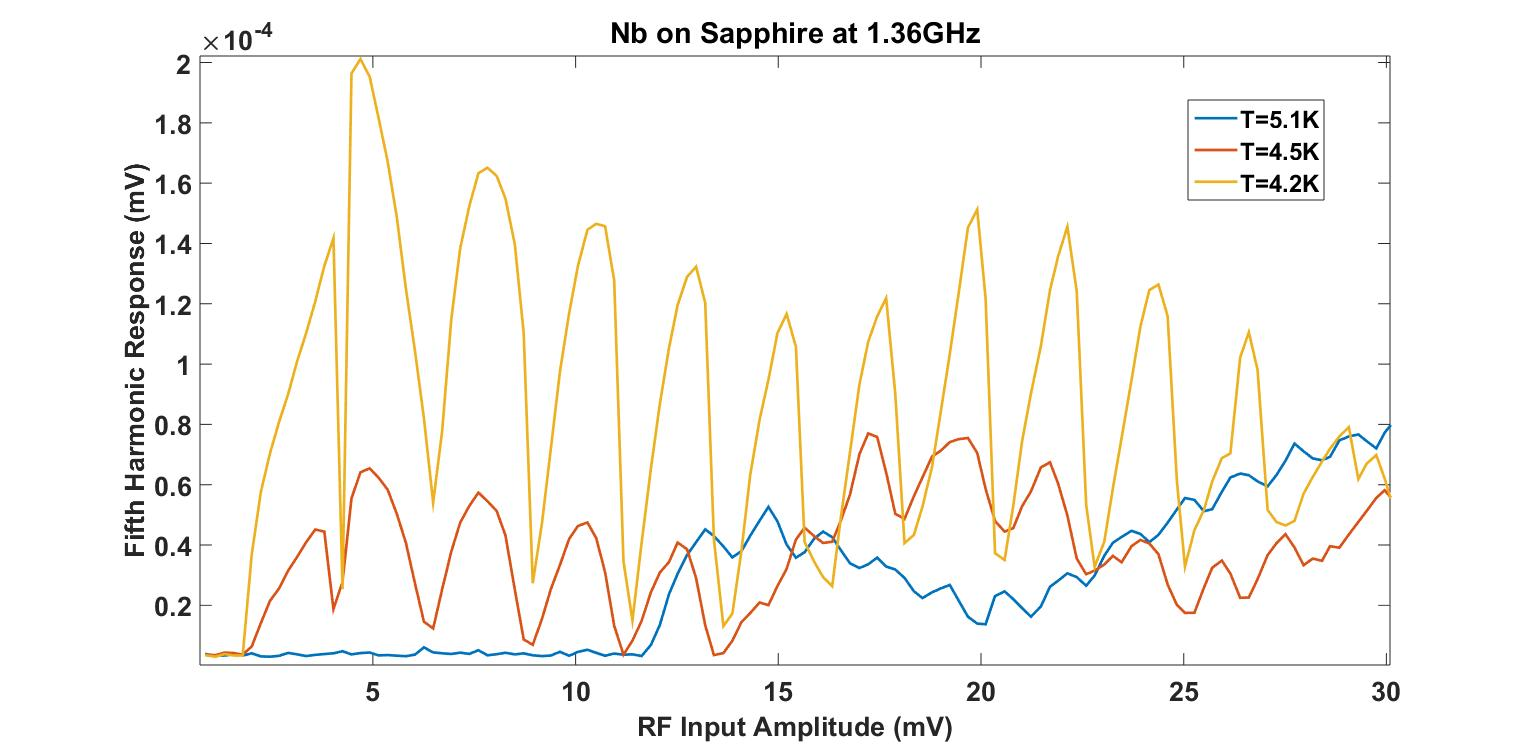 Nb on Sapphire at 1.36GHz
×10-4
2
1.8
1.6
1.4
1.2
1
0.8
0.6
0.4
0.2
Fifth Harmonic Response (mV)
T=5.1K
T=4.5K
T=4.2K
5 10 15 20 25 30
RF Input Amplitude (mV)